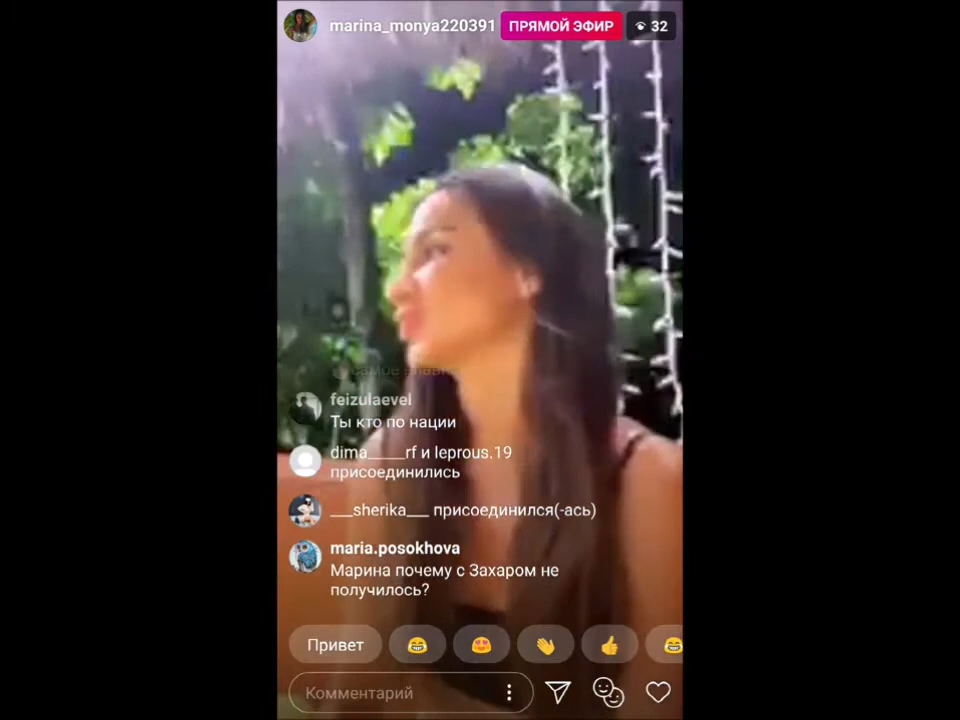 marina_monya220391 ПРЯМОЙ ЭФИР 32
самое
feizulaevel
Ты кто по нации
dima_____rf и leprous.19
присоединились
___sherika___ присоединился(-ась)
maria.posokhova
Марина почему с Захаром не
получилось?
Привет
Комментарий